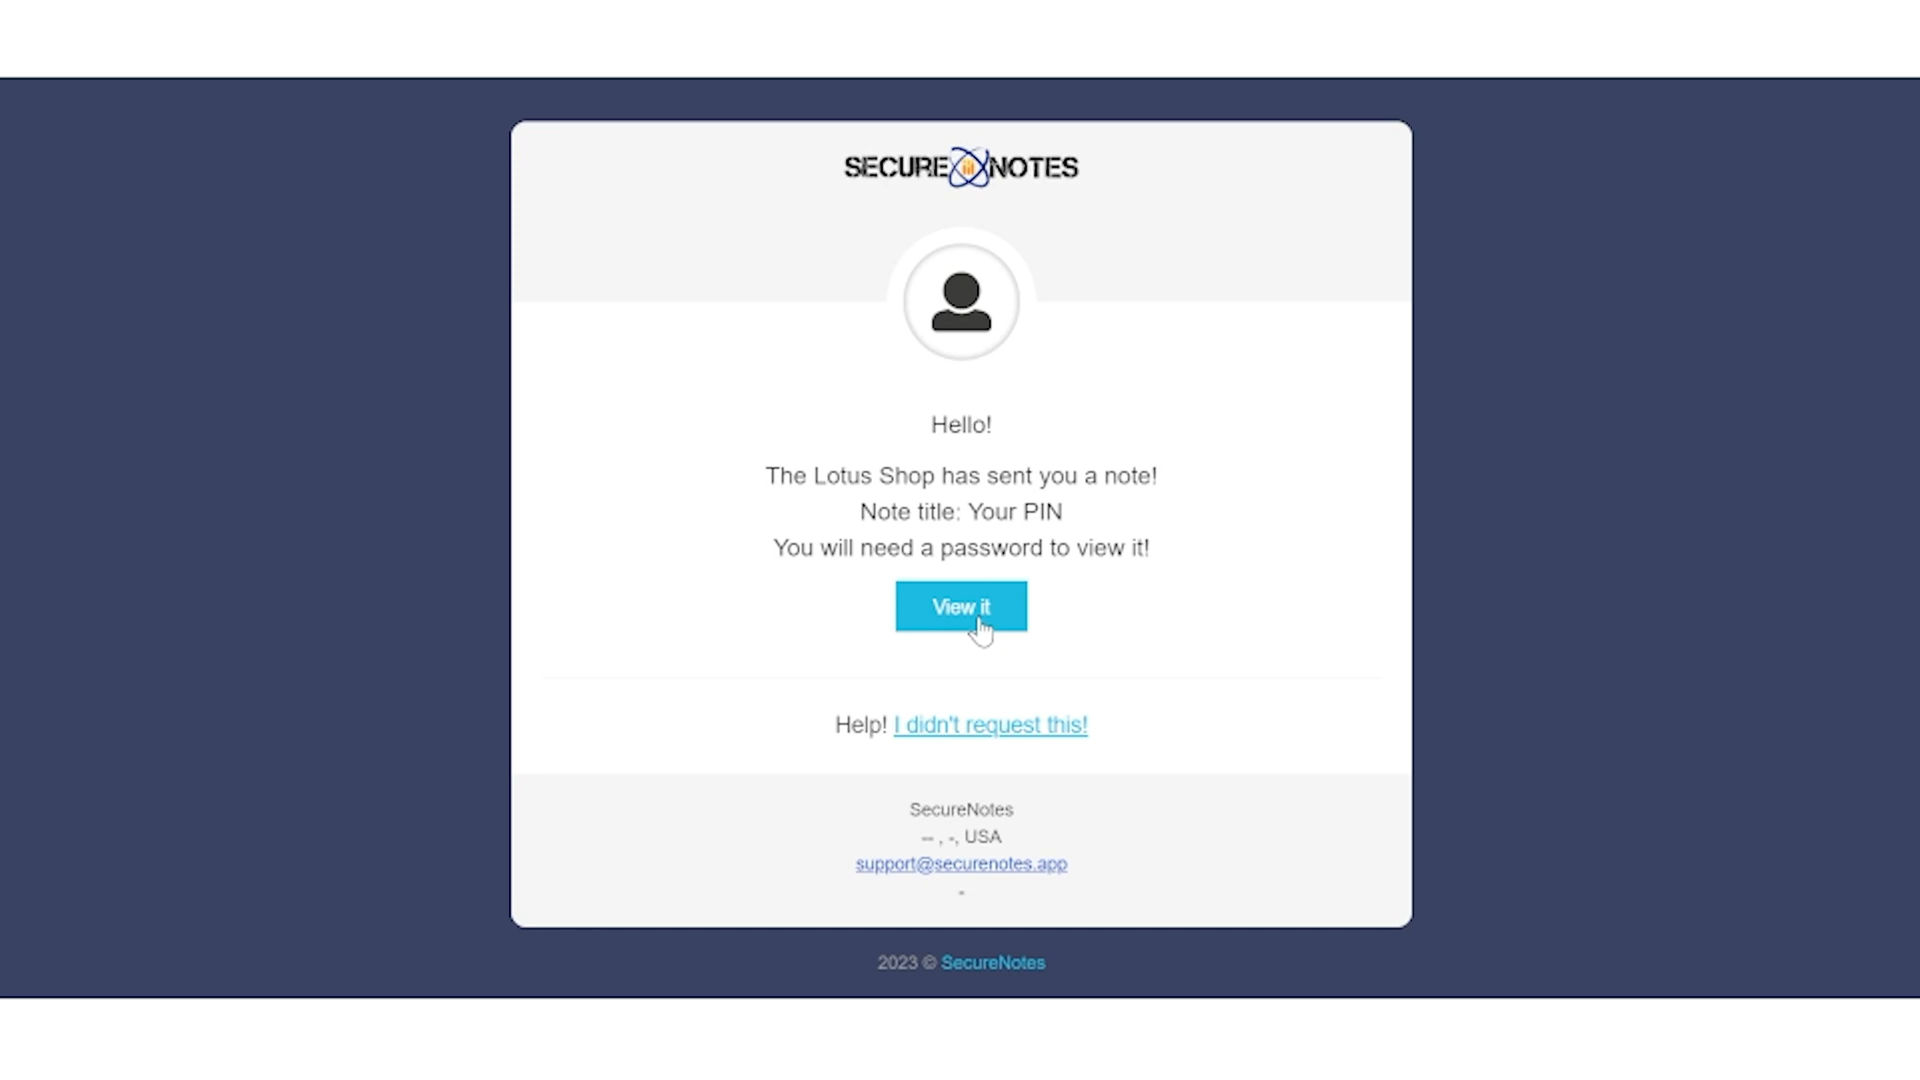 SECURE NOTES
Hello!
The Lotus Shop has sent you a note!
Note title: Your PIN
You will need a password to view it!
View it
Help! I didn't request this!
SecureNotes
-- , -, USA
support@securenotes.app
-
2023 © SecureNotes